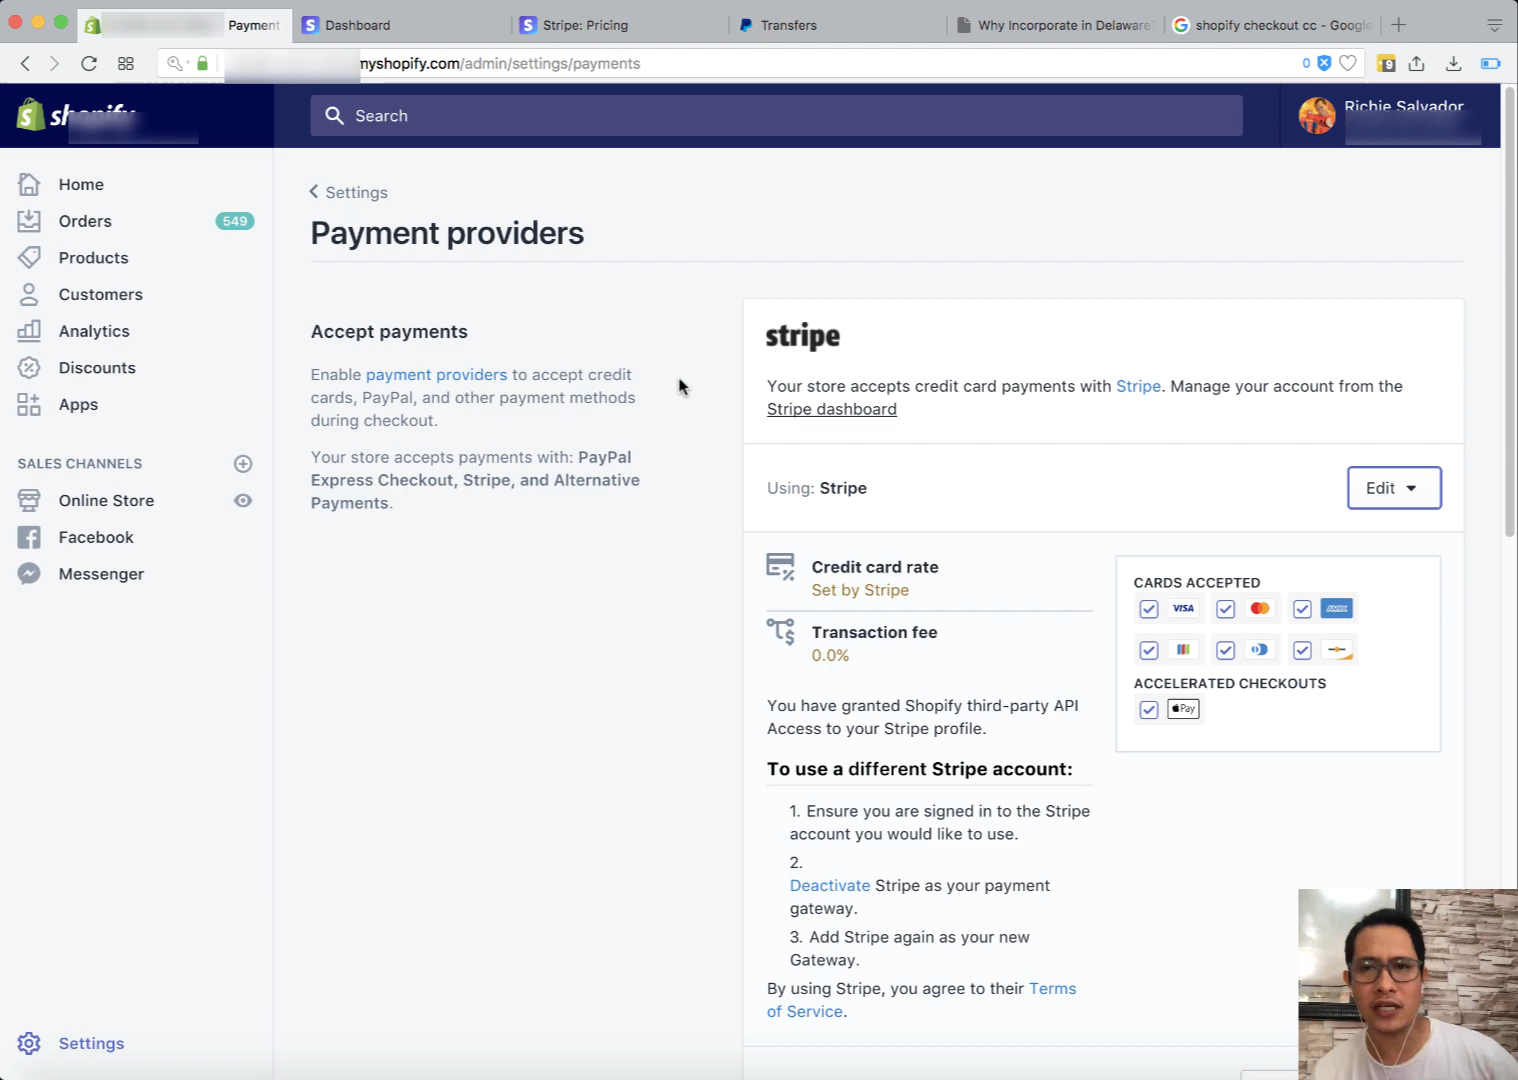 Payment
Dashboard
Stripe: Pricing
Transfers
Why Incorporate in Delaware?
shopify checkout cc - Google
myshopify.com/admin/settings/payments
0
9
shopify
Search
Richie Salvador
Home
Orders
549
Products
Customers
Analytics
Discounts
Apps
SALES CHANNELS
Online Store
Facebook
Messenger
Settings
Settings
Payment providers
Accept payments
Enable payment providers to accept credit
cards, PayPal, and other payment methods
during checkout.
Your store accepts payments with: PayPal
Express Checkout, Stripe, and Alternative
Payments.
stripe
Your store accepts credit card payments with Stripe. Manage your account from the
Stripe dashboard
Using: Stripe
Edit
Credit card rate
Set by Stripe
Transaction fee
0.0%
CARDS ACCEPTED
VISA
AMEX
ACCELERATED CHECKOUTS
Pay
You have granted Shopify third-party API
Access to your Stripe profile.
To use a different Stripe account:
1. Ensure you are signed in to the Stripe
account you would like to use.
2.
Deactivate Stripe as your payment
gateway.
3. Add Stripe again as your new
Gateway.
By using Stripe, you agree to their Terms
of Service.